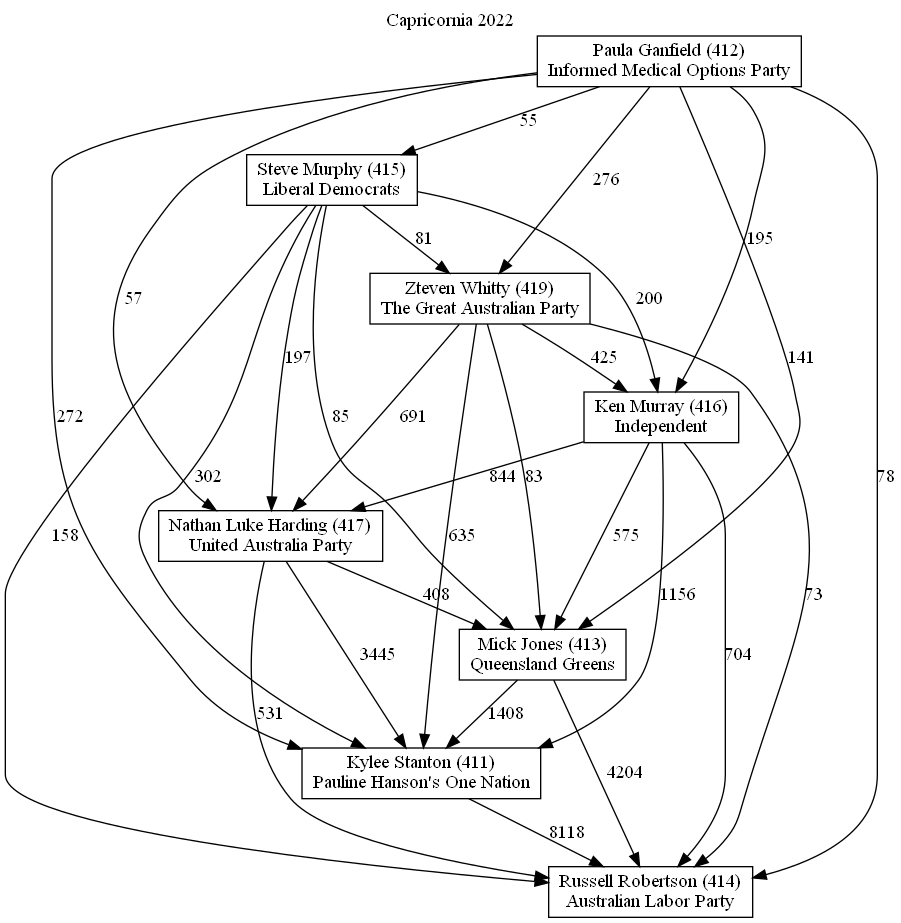 Capricornia 2022
Paula Ganfield (412)
Informed Medical Options Party
55
Steve Murphy (415)
Liberal Democrats
276
81
195
Zteven Whitty (419)
The Great Australian Party
57
200
197
425
141
Ken Murray (416)
Independent
272
85
691
302
844
83
78
Nathan Luke Harding (417)
United Australia Party
158
635
575
408
1156
73
Mick Jones (413)
Queensland Greens
3445
704
531
1408
Kylee Stanton (411)
Pauline Hanson's One Nation
4204
8118
Russell Robertson (414)
Australian Labor Party